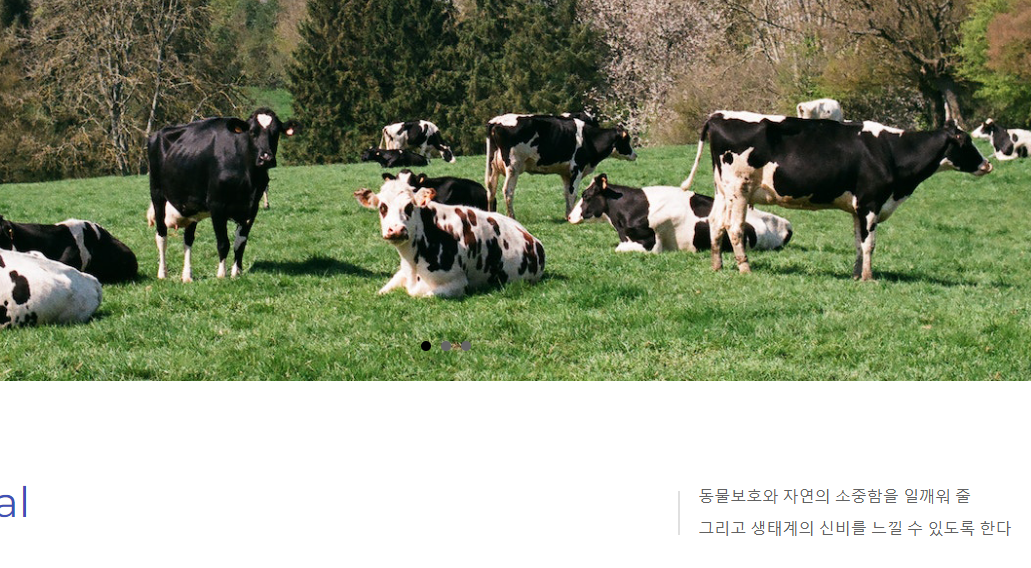 al
동물보호와 자연의 소중함을 일깨워 줄
그리고 생태계의 신비를 느낄 수 있도록 한다